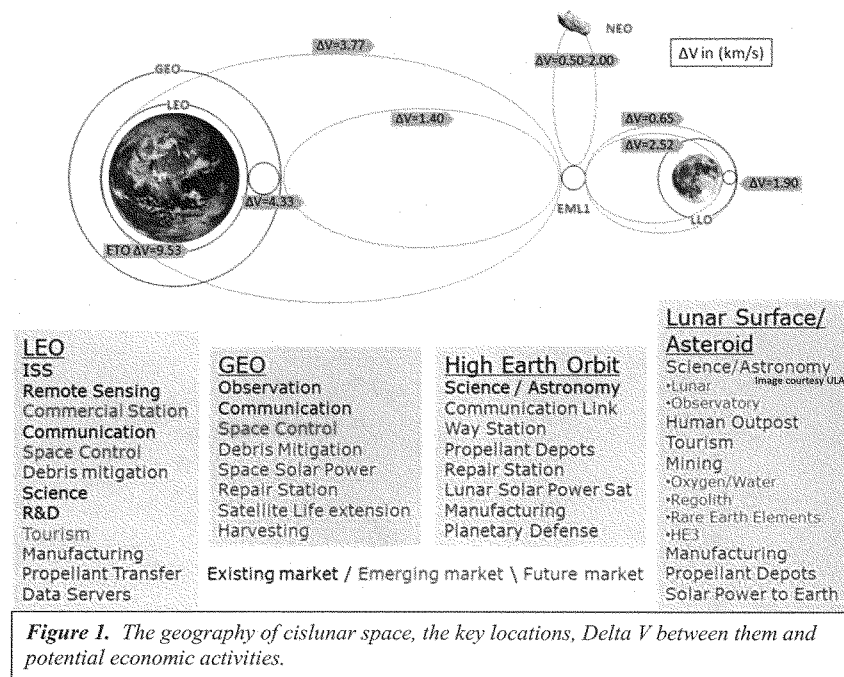 ΔV=3.77
NEO
ΔV in (km/s)
GEO
ΔV=0.50-2.00
LEO
ΔV=1.40
ΔV=0.65
ΔV=2.52
ΔV=1.90
ΔV=4.33
EML1
LLO
ETO ΔV=9.53
LEO
ISS
Remote Sensing
Commercial Station
Communication
Space Control
Debris mitigation
Science
R&D
Tourism
Manufacturing
Propellant Transfer
Data Servers
GEO
Observation
Communication
Space Control
Debris Mitigation
Space Solar Power
Repair Station
Satellite Life extension
Harvesting
High Earth Orbit
Science / Astronomy
Communication Link
Way Station
Propellant Depots
Repair Station
Lunar Solar Power Sat
Manufacturing
Planetary Defense
Lunar Surface/
Asteroid
Science/Astronomy
Image courtesy ULA
•Lunar
•Observatory
Human Outpost
Tourism
Mining
•Oxygen/Water
•Regolith
•Rare Earth Elements
•HE3
Manufacturing
Propellant Depots
Solar Power to Earth
Existing market / Emerging market \ Future market
Figure 1. The geography of cislunar space, the key locations, Delta V between them and
potential economic activities.